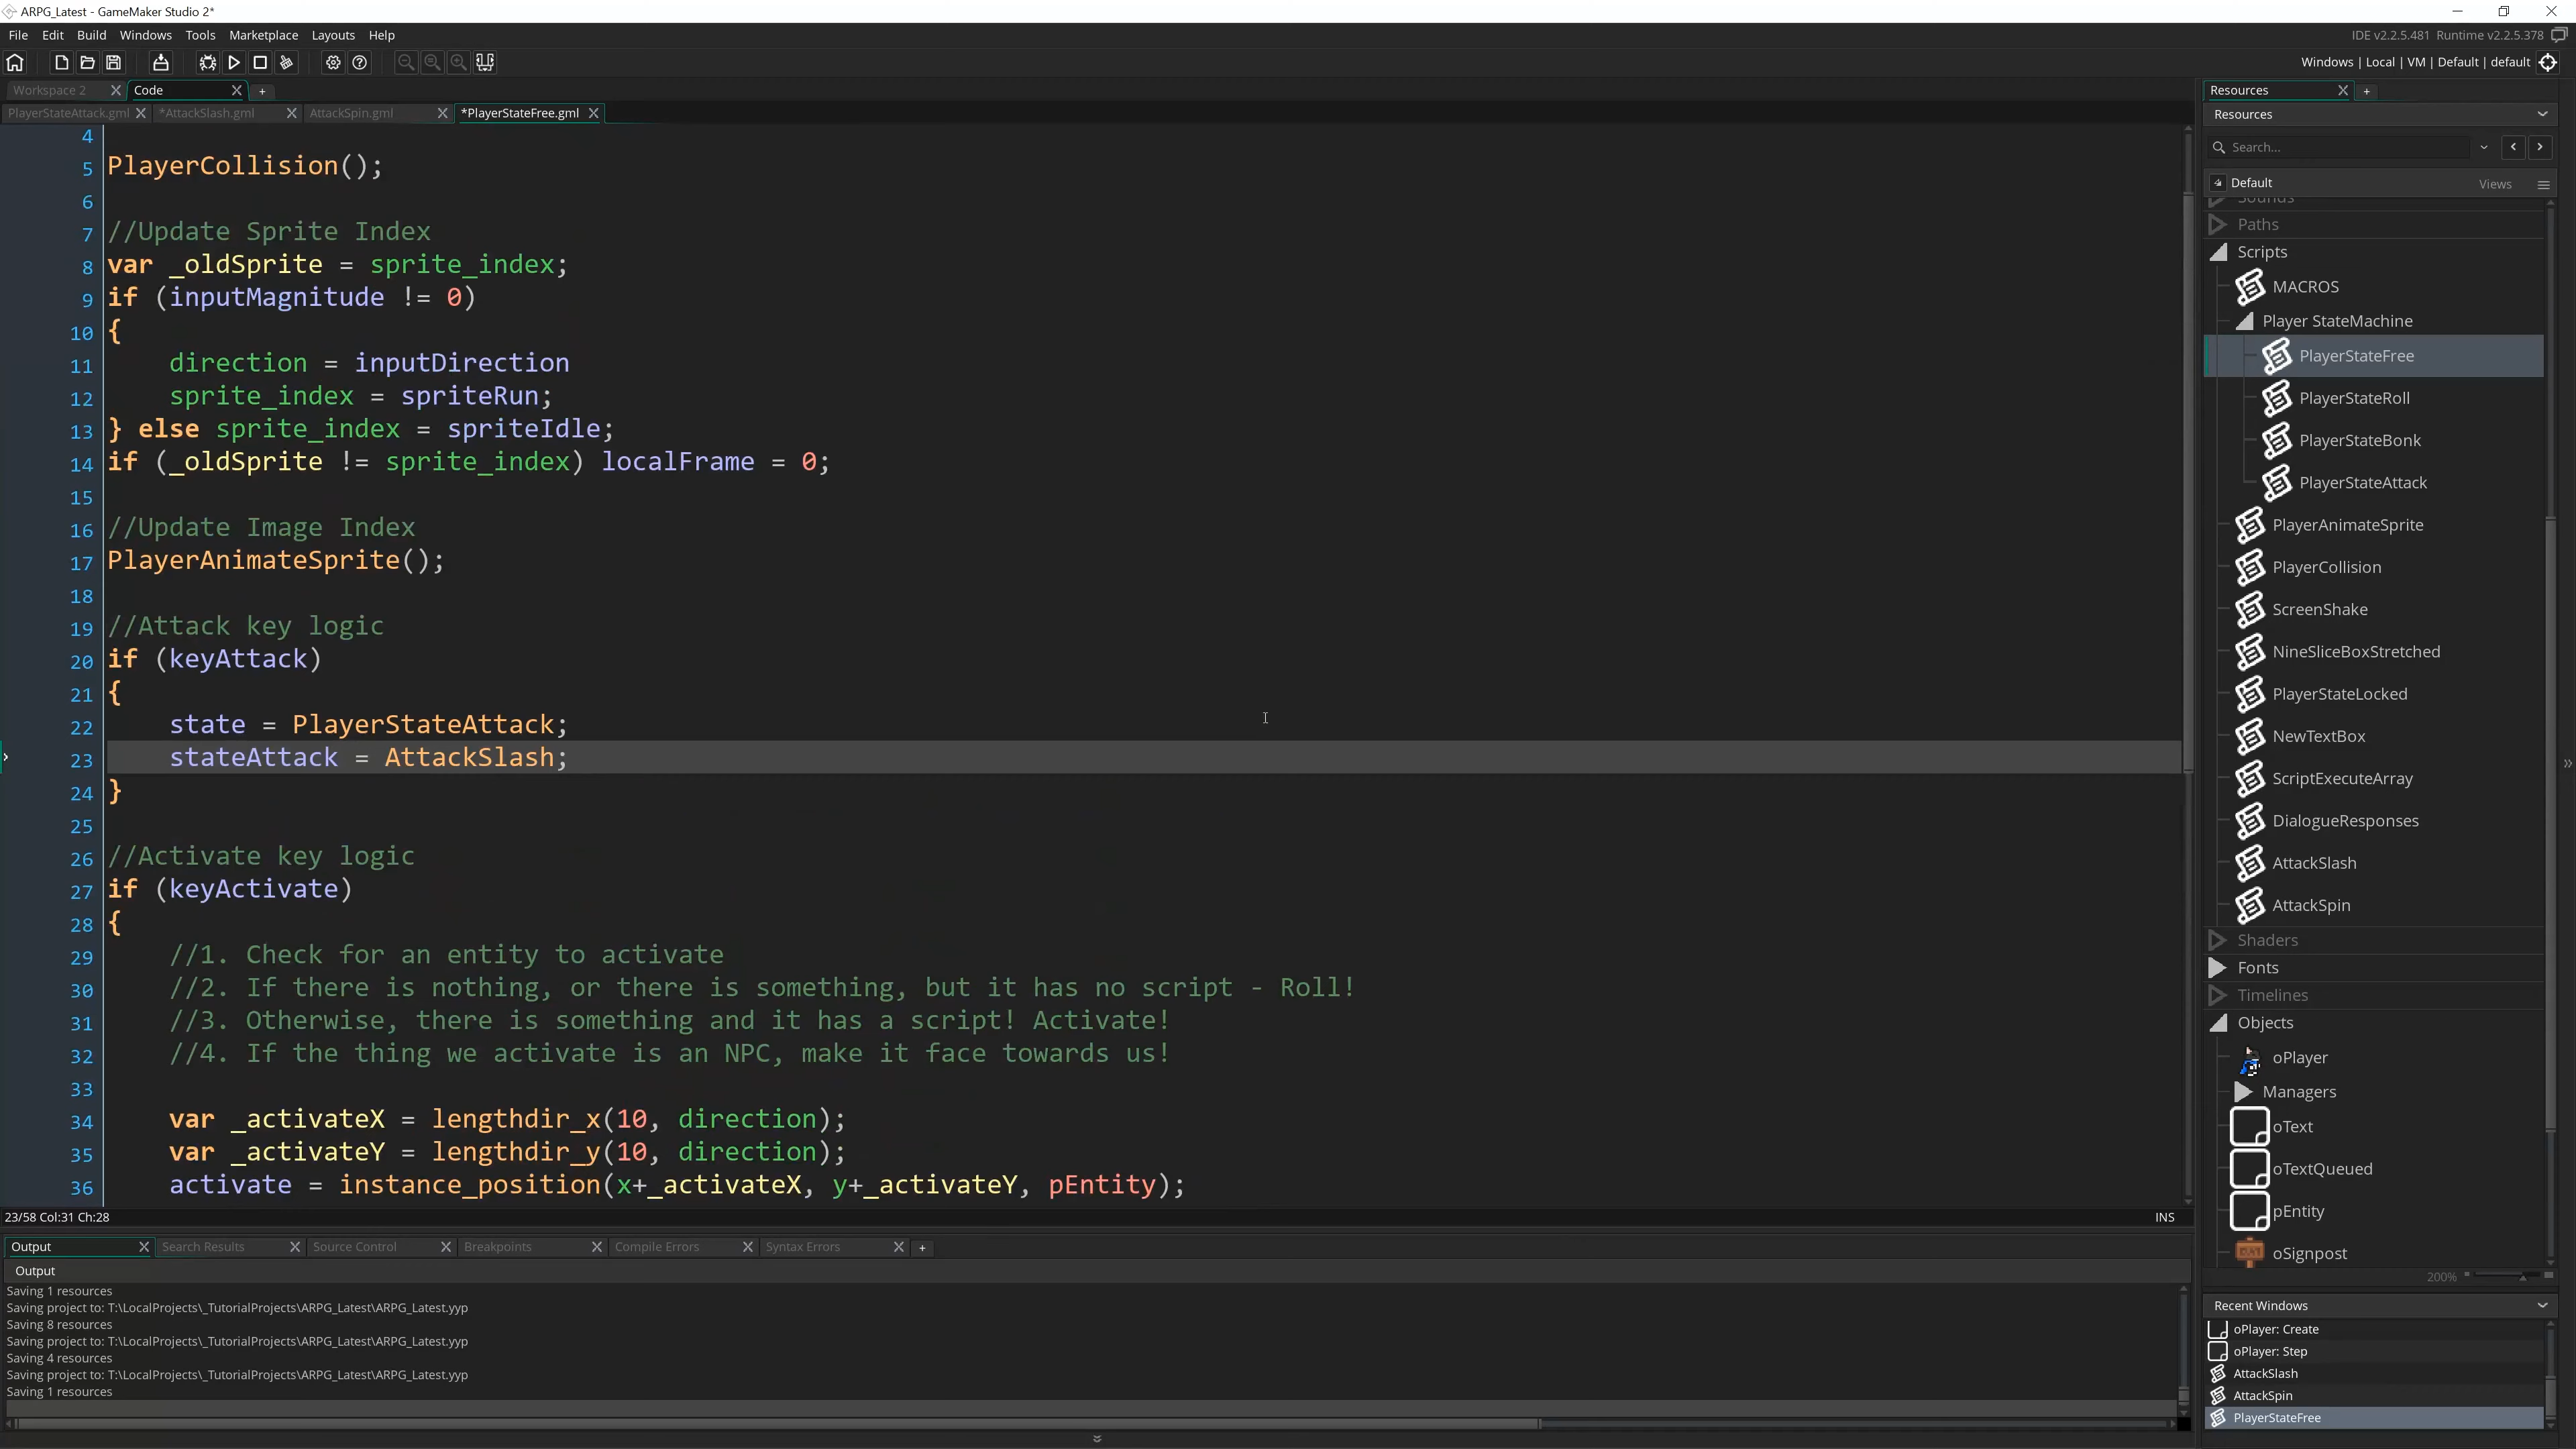 ARPG_Latest - GameMaker Studio 2*
File Edit Build Windows Tools Marketplace Layouts Help
IDE v2.2.5.481 Runtime v2.2.5.378
Windows | Local | VM | Default | default
Workspace 2
Code
PlayerStateAttack.gml
*AttackSlash.gml
AttackSpin.gml
*PlayerStateFree.gml
4
5 PlayerCollision();
6
7 //Update Sprite Index
8 var _oldSprite = sprite_index;
9 if (inputMagnitude != 0)
10 {
11 direction = inputDirection
12 sprite_index = spriteRun;
13 } else sprite_index = spriteIdle;
14 if (_oldSprite != sprite_index) localFrame = 0;
15
16 //Update Image Index
17 PlayerAnimateSprite();
18
19 //Attack key logic
20 if (keyAttack)
21 {
22 state = PlayerStateAttack;
23 stateAttack = AttackSlash;
24 }
25
26 //Activate key logic
27 if (keyActivate)
28 {
29 //1. Check for an entity to activate
30 //2. If there is nothing, or there is something, but it has no script - Roll!
31 //3. Otherwise, there is something and it has a script! Activate!
32 //4. If the thing we activate is an NPC, make it face towards us!
33
34 var _activateX = lengthdir_x(10, direction);
35 var _activateY = lengthdir_y(10, direction);
36 activate = instance_position(x+_activateX, y+_activateY, pEntity);
23/58 Col:31 Ch:28
INS
Output
Search Results
Source Control
Breakpoints
Compile Errors
Syntax Errors
Output
Saving 1 resources
Saving project to: T:\LocalProjects\_TutorialProjects\ARPG_Latest\ARPG_Latest.yyp
Saving 8 resources
Saving project to: T:\LocalProjects\_TutorialProjects\ARPG_Latest\ARPG_Latest.yyp
Saving 4 resources
Saving project to: T:\LocalProjects\_TutorialProjects\ARPG_Latest\ARPG_Latest.yyp
Saving 1 resources
Resources
Resources
Search...
Default
Views
Sounds
Paths
Scripts
MACROS
Player StateMachine
PlayerStateFree
PlayerStateRoll
PlayerStateBonk
PlayerStateAttack
PlayerAnimateSprite
PlayerCollision
ScreenShake
NineSliceBoxStretched
PlayerStateLocked
NewTextBox
ScriptExecuteArray
DialogueResponses
AttackSlash
AttackSpin
Shaders
Fonts
Timelines
Objects
oPlayer
Managers
oText
oTextQueued
pEntity
oSignpost
200%
Recent Windows
oPlayer: Create
oPlayer: Step
AttackSlash
AttackSpin
PlayerStateFree